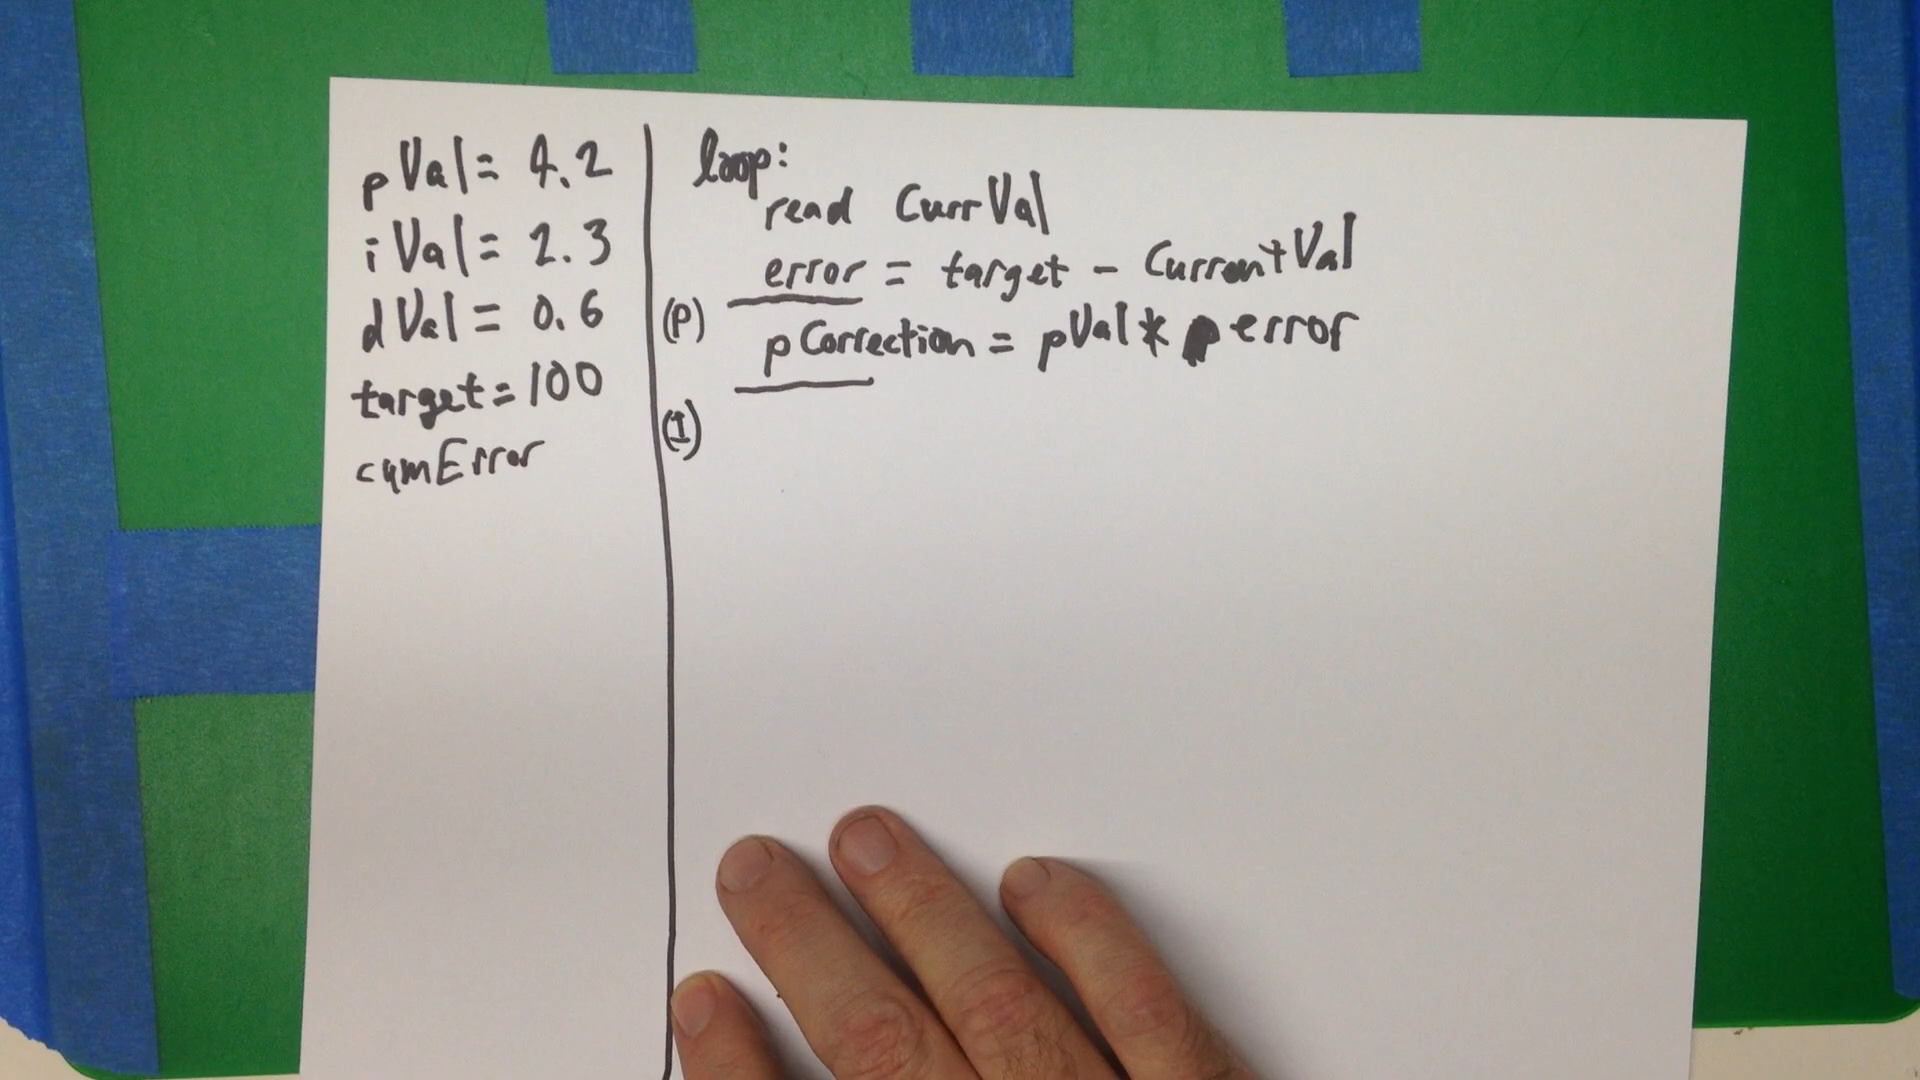 pVal = 4.2
iVal = 2.3
dVal = 0.6
target = 100
cumError
loop:
read CurrVal
error = target - CurrentVal
(P)
pCorrection = pVal * error
(I)